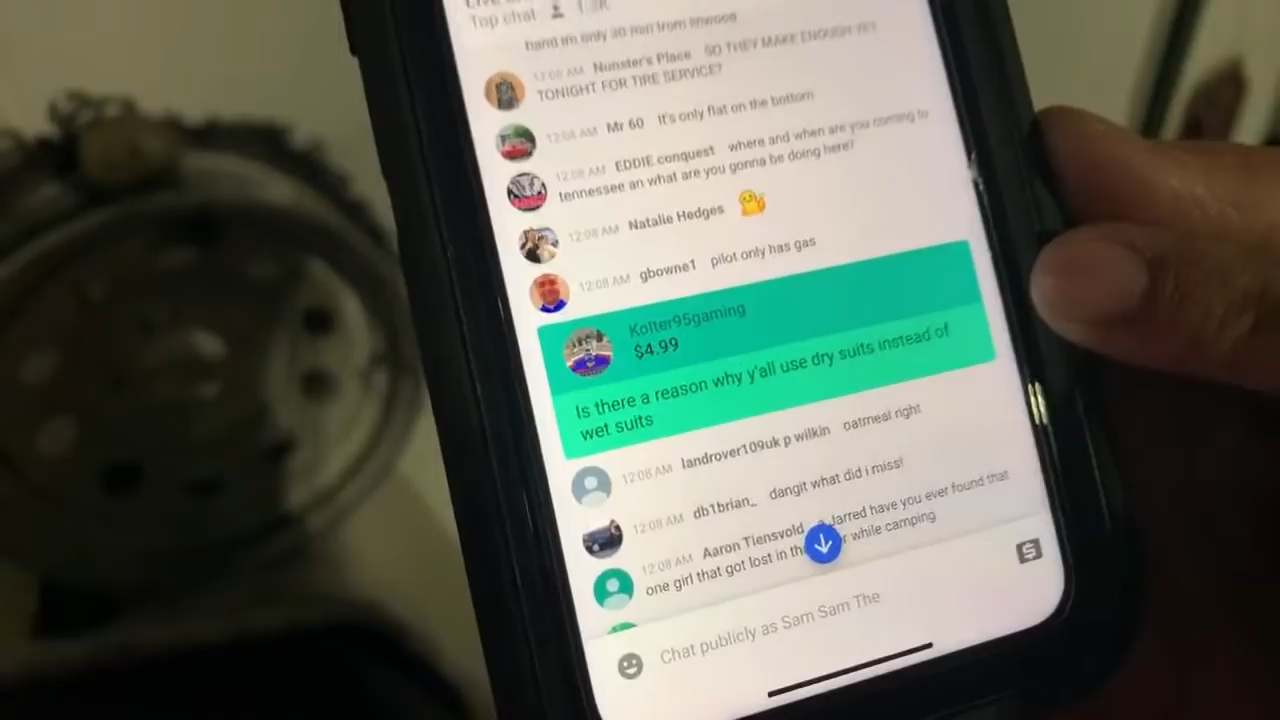 Top chat
hand im only 30 min from
12:08 AM Nunster's Place SO THEY MAKE ENOUGH YET
TONIGHT FOR TIRE SERVICE?
12:08 AM Mr 60 It's only flat on the bottom
12:08 AM EDDIE conquest where and when are you coming to
tennessee an what are you gonna be doing here?
12:08 AM Natalie Hedges
12:08 AM gbowne1 pilot only has gas
Kolter95gaming
$4.99
Is there a reason why y'all use dry suits instead of
wet suits
12:08 AM landrover109uk p wilkin oatmeal right
12:08 AM db1brian_ dangit what did i miss!
12:08 AM Aaron Tiensvold Jarred have you ever found that
one girl that got lost in while camping
Chat publicly as Sam Sam The